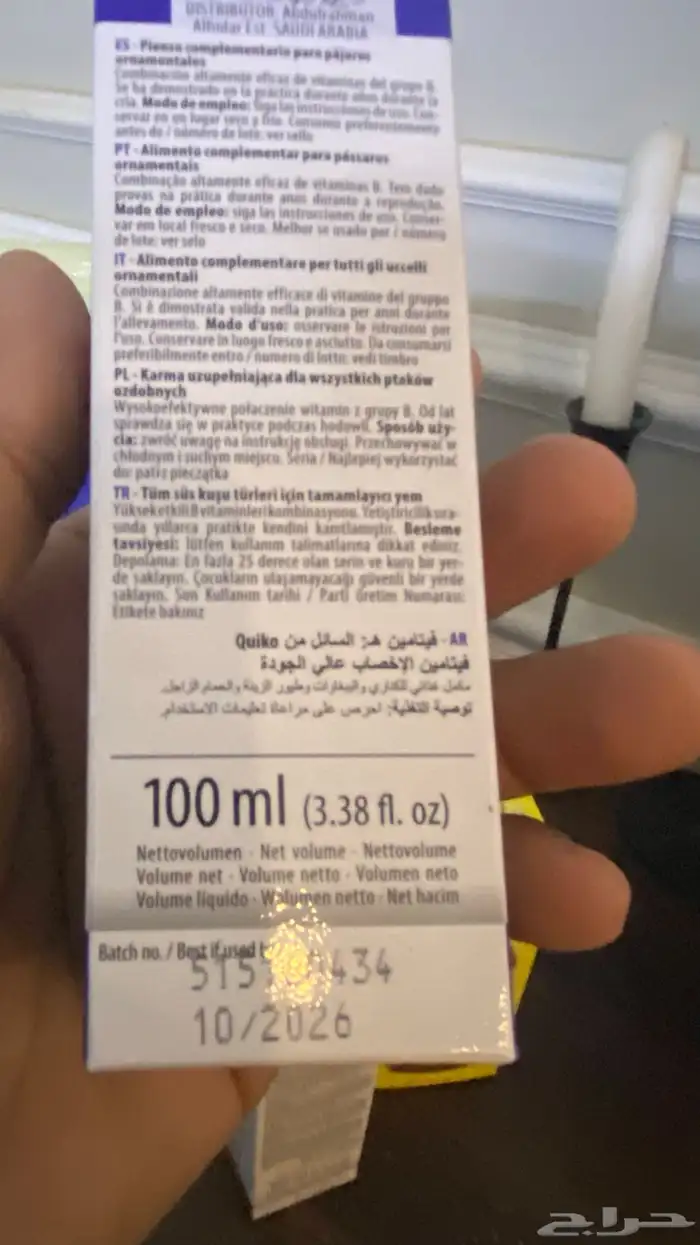 DISTRIBUTOR: Abdulrahman
Alhdar Est. SAUDI ARABIA
ES - Pienso complementario para pájaros
ornamentales
Combinación altamente eficaz de vitaminas del grupo B.
Se ha demostrado en la práctica durante años durante la
cría. Modo de empleo: Siga las instrucciones de uso. Con-
servar en un lugar seco y frío. Consumo preferentemente
antes de / número de lote: ver sello
PT - Alimento complementar para pássaros
ornamentais
Combinação altamente eficaz de vitaminas B. Tem dado
provas na prática durante anos durante a reprodução.
Modo de empleo: siga las instrucciones de uso. Conser-
var em local fresco e seco. Melhor se usado por / número
de lote: ver selo
IT - Alimento complementare per tutti gli uccelli
ornamentali
Combinazione altamente efficace di vitamine del gruppo
B. Si è dimostrata valida nella pratica per anni durante
l'allevamento. Modo d'uso: osservare le istruzioni per
l'uso. Conservare in luogo fresco e asciutto. Da consumarsi
preferibilmente entro / numero di lotto: vedi timbro
PL - Karma uzupełniająca dla wszystkich ptaków
ozdobnych
Wysokoefektywne połączenie witamin z grupy B. Od lat
sprawdza się w praktyce podczas hodowli. Sposób uży-
cia: zwróć uwagę na instrukcję obsługi. Przechowywać w
chłodnym i suchym miejscu. Seria / Najlepiej wykorzystać
do: patrz pieczątka
TR - Tüm süs kuşu türleri için tamamlayıcı yem
Yüksek etkili B vitaminleri kombinasyonu. Yetiştiricilik sıra-
sında yıllarca pratikte kendini kanıtlamıştır. Besleme
tavsiyesi: lütfen kullanım talimatlarına dikkat ediniz.
Depolama: En fazla 25 derece olan serin ve kuru bir yer-
de saklayın. Çocukların ulaşamayacağı güvenli bir yerde
saklayın. Son Kullanım tarihi / Parti Üretim Numarası:
Etikete bakınız
AR - فيتامين هـ: السائل من Quiko
فيتامين الإخصاب عالي الجودة
مكمل غذائي للكناري والببغاوات وطيور الزينة والحمام الزاجل.
توصية التغذية: احرص على مراعاة تعليمات الاستخدام.
100 ml (3.38 fl. oz)
Nettovolumen - Net volume - Nettovolume
Volume net - Volume netto - Volumen neto
Volume líquido - Wolumen netto - Net hacim
Batch no. / Best if used
515 434
10/2026
حراج